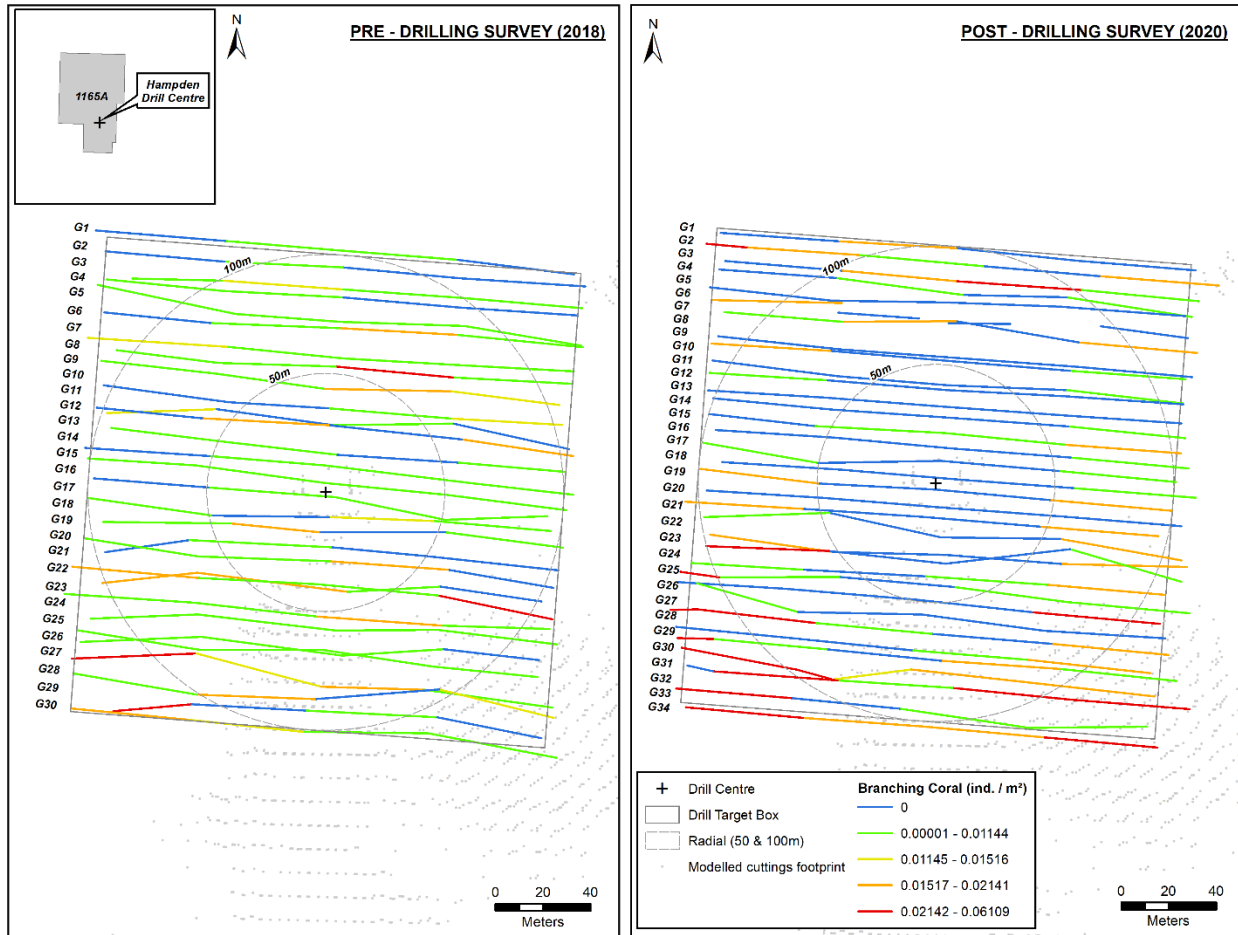 N
PRE - DRILLING SURVEY (2018)
1165A
Hampden
Drill Centre
G1
G2
G3
G4
G5
G6
G7
G8
G9
G10
G11
G12
G13
G14
G15
G16
G17
G18
G19
G20
G21
G22
G23
G24
G25
G26
G27
G28
G29
G30
100m
50m
0 20 40
Meters
N
POST - DRILLING SURVEY (2020)
G1
G2
G3
G4
G5
G6
G7
G8
G9
G10
G11
G12
G13
G14
G15
G16
G17
G18
G19
G20
G21
G22
G23
G24
G25
G26
G27
G28
G29
G30
G31
G32
G33
G34
100m
50m
Drill Centre
Drill Target Box
Radial (50 & 100m)
Modelled cuttings footprint
Branching Coral (ind. / m²)
0
0.00001 - 0.01144
0.01145 - 0.01516
0.01517 - 0.02141
0.02142 - 0.06109
0 20 40
Meters